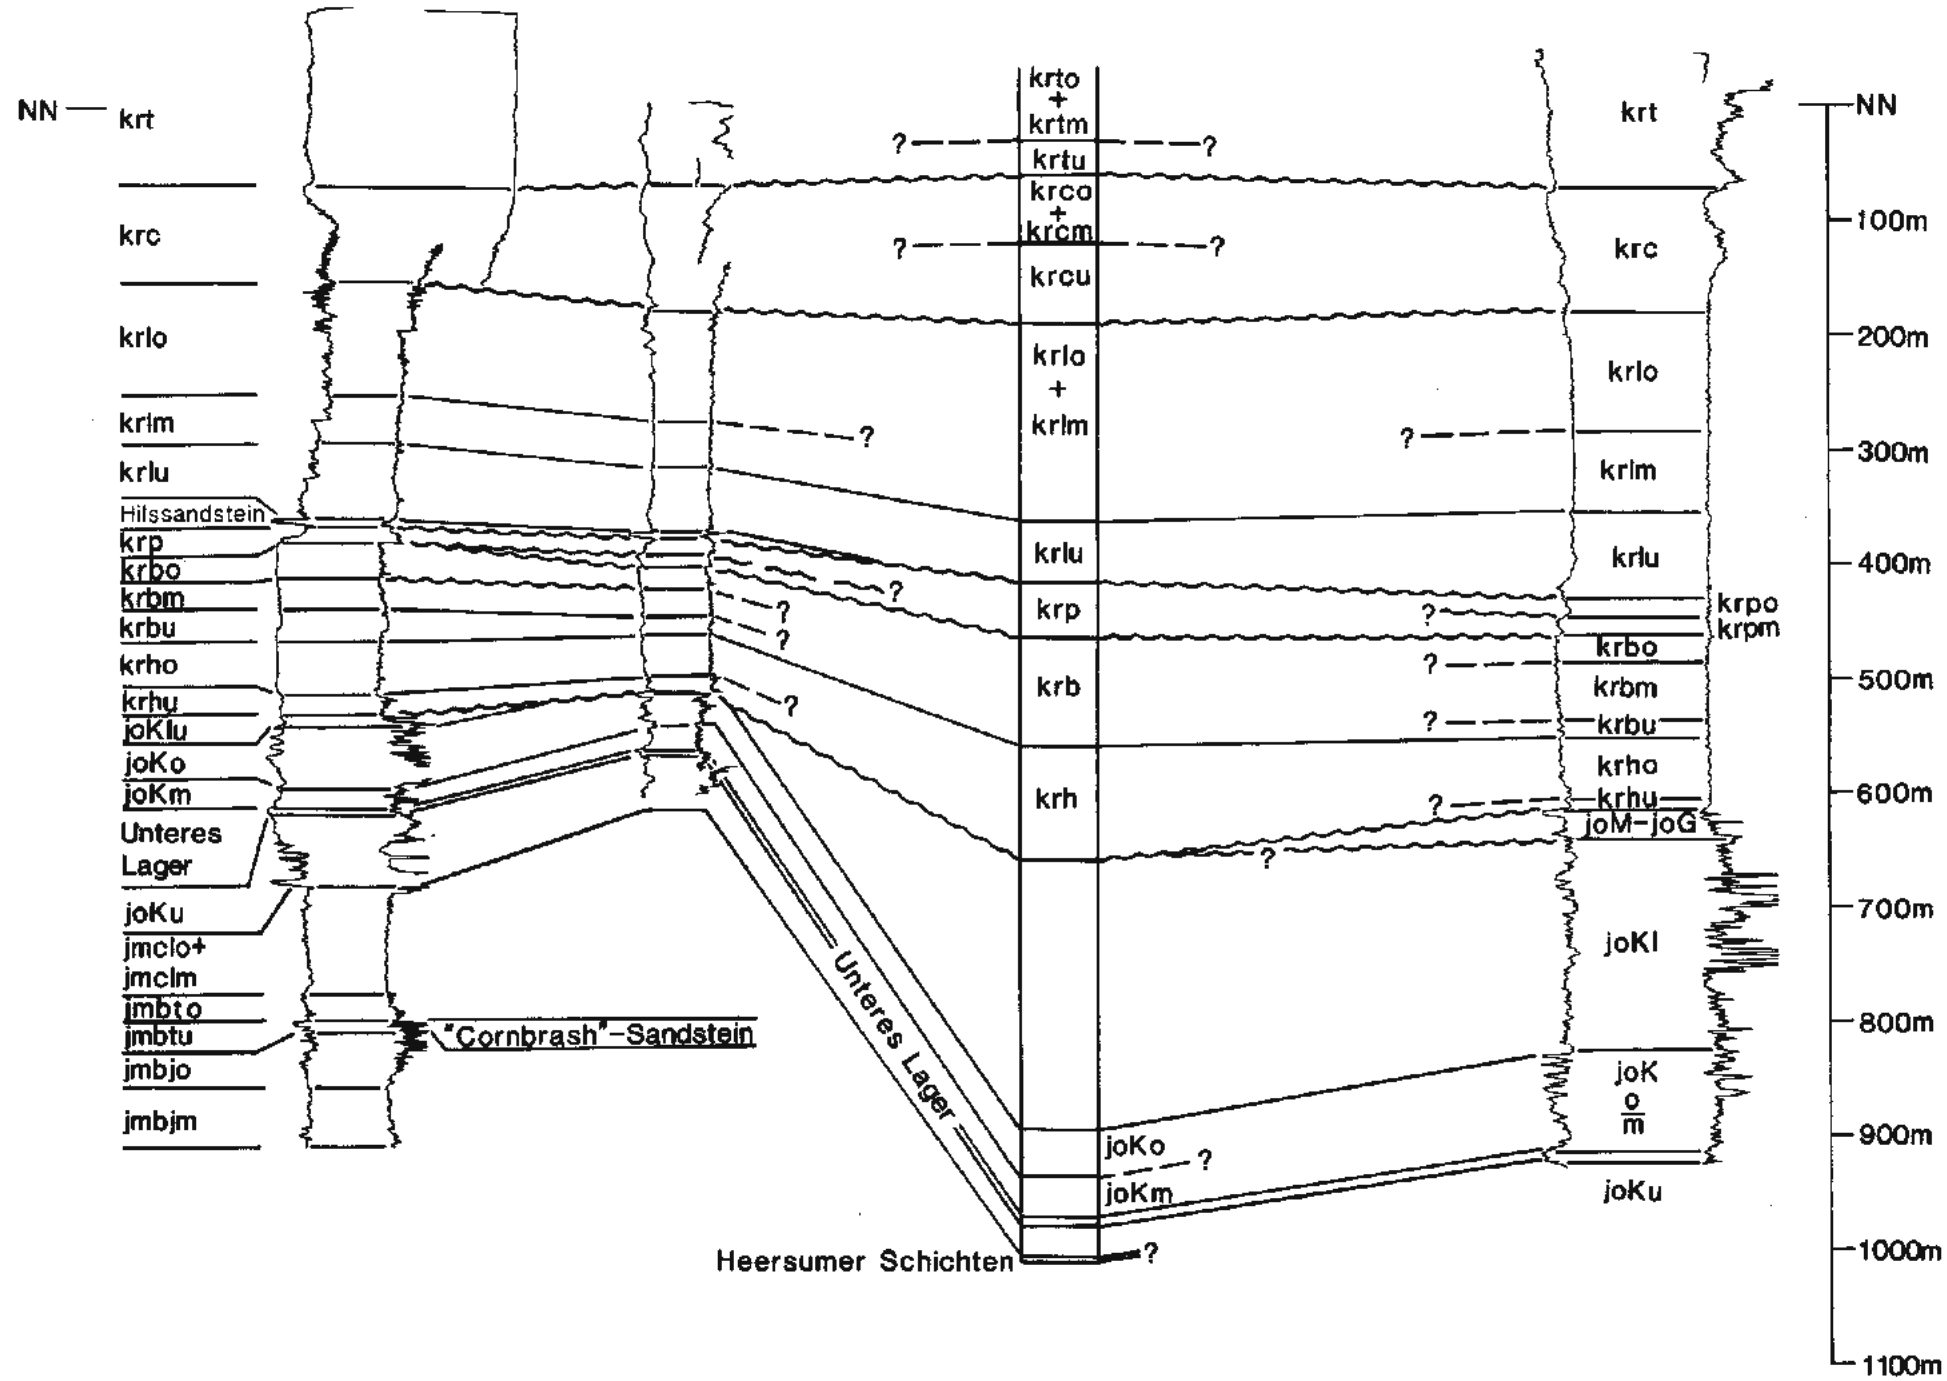 NN
krt
krc
krlo
krlm
krlu
Hilssandstein
krp
krbo
krbm
krbu
krho
krhu
joKlu
joKo
joKm
Unteres
Lager
joKu
jmclo+
jmclm
jmbto
jmbtu
jmbjo
jmbjm
"Cornbrash"-Sandstein
?
?
?
?
?
?
?
Unteres Lager
krto
+
krtm
krtu
krco
+
krcm
krcu
krlo
+
krlm
krlu
krp
krb
krh
joKo
joKm
Heersumer Schichten
?
?
?
?
?
?
?
?
?
?
?
krt
krc
krlo
krlm
krlu
krpo
krpm
krbo
krbm
krbu
krho
krhu
joM-joG
joKl
joK
o
m
joKu
NN
100m
200m
300m
400m
500m
600m
700m
800m
900m
1000m
1100m